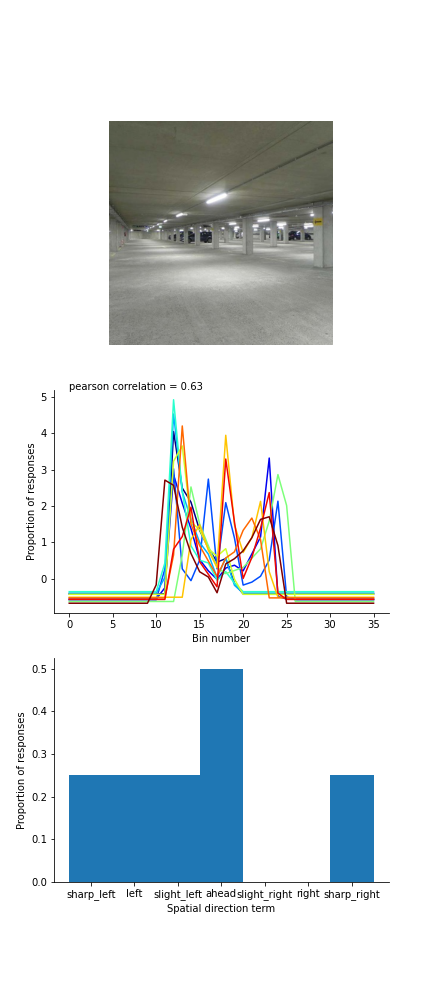 pearson correlation = 0.63
5
4
3
2
1
0
Proportion of responses
0 5 10 15 20 25 30 35
Bin number
0.5
0.4
0.3
0.2
0.1
0.0
Proportion of responses
sharp_left left slight_left ahead slight_right right sharp_right
Spatial direction term